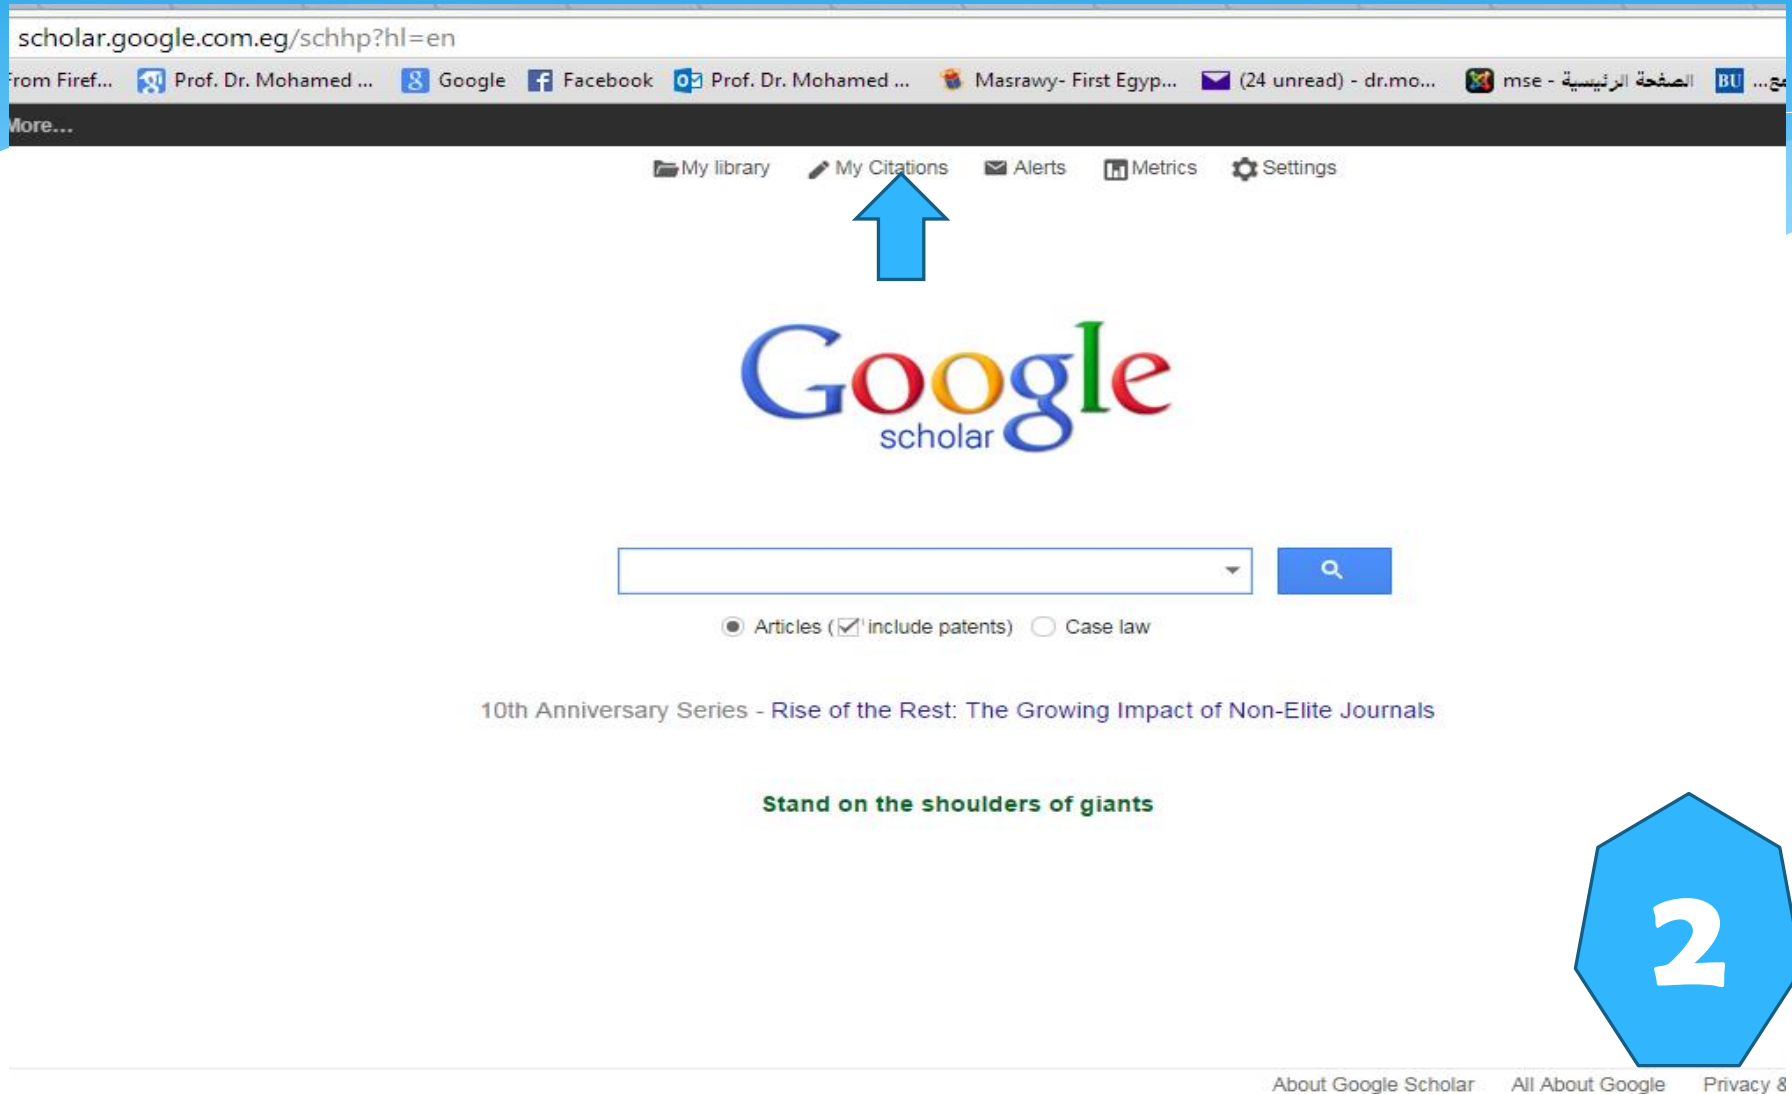 scholar.google.com.eg/schhp?hl=en
From Firef... Prof. Dr. Mohamed ... Google Facebook Prof. Dr. Mohamed ... Masrawy- First Egyp... (24 unread) - dr.mo... mse - الصفحة الرئيسية BU
More...
My library My Citations Alerts Metrics Settings
Google
scholar
Articles (include patents) Case law
10th Anniversary Series - Rise of the Rest: The Growing Impact of Non-Elite Journals
Stand on the shoulders of giants
2
About Google Scholar All About Google Privacy &